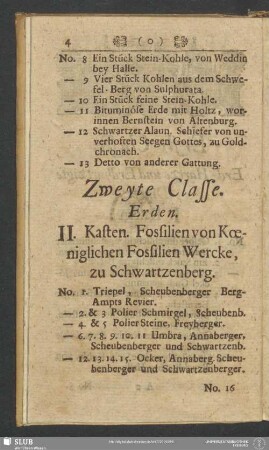 4 ( o )
No. 8 Ein Stück Stein-Kohle, von Weddin
bey Halle.
— 9 Vier Stück Kohlen aus dem Schwe-
fel-Berg von Sulphurata.
— 10 Ein Stück feine Stein-Kohle.
— 11 Bituminöse Erde mit Holtz, wor-
innen Bernstein von Altenburg.
— 12 Schwartzer Alaun. Schiefer von un-
verhoften Seegen Gottes, zu Gold-
chronach.
— 13 Detto von anderer Gattung.
Zweyte Classe.
Erden.
II. Kasten. Fossilien von Kœ-
niglichen Fossilien Wercke,
zu Schwartzenberg.
No. 1. Triepel, Scheubenberger Berg-
Ampts Revier.
— 2. & 3 Polier Schmirgel, Scheubenb.
— 4. & 5 Polier Steine, Freyberger.
— 6. 7. 8. 9. 10. 11 Umbra, Annaberger,
Scheubenberger und Schwartzenb.
— 12. 13. 14. 15. Ocker, Annaberg, Scheu-
benberger und Schwartzenberger.
No. 16
SLUB